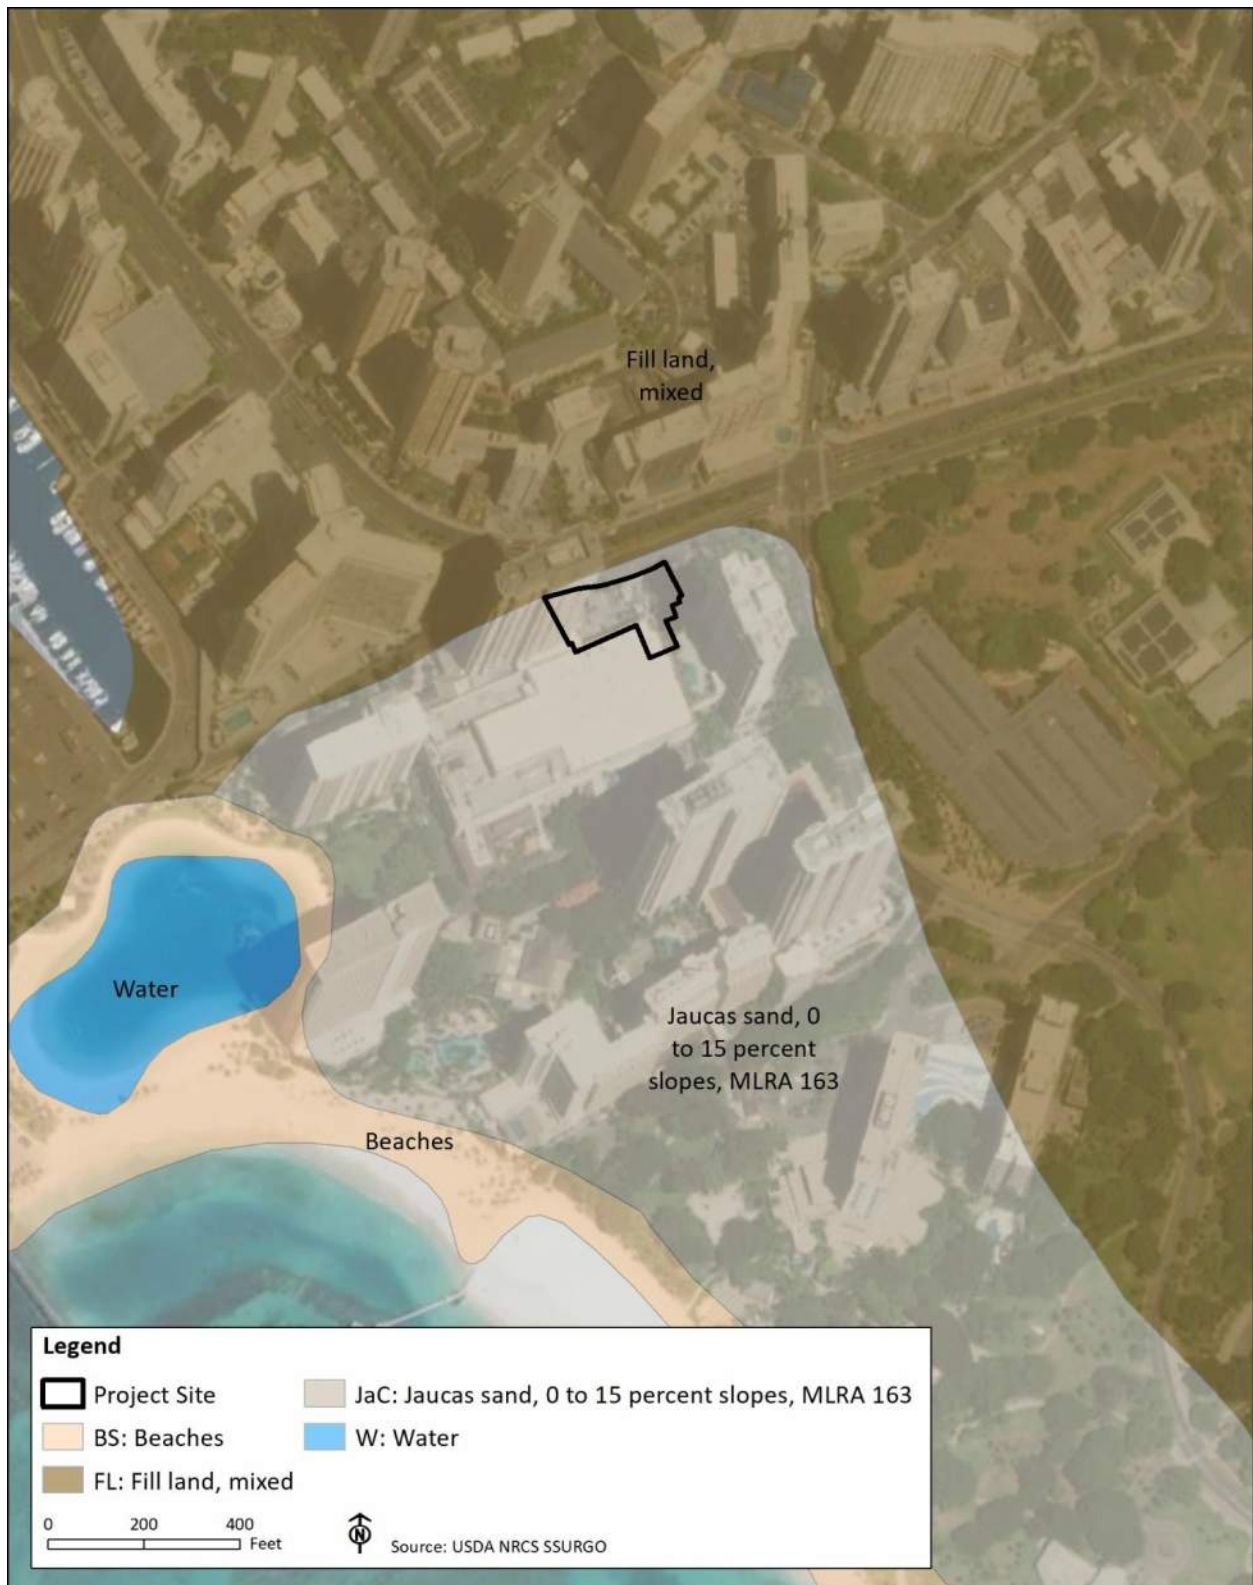 Fill land,
mixed
Water
Jaucas sand, 0
to 15 percent
slopes, MLRA 163
Beaches
Legend
Project Site
JaC: Jaucas sand, 0 to 15 percent slopes, MLRA 163
BS: Beaches
W: Water
FL: Fill land, mixed
0 200 400
Feet
N
Source: USDA NRCS SSURGO